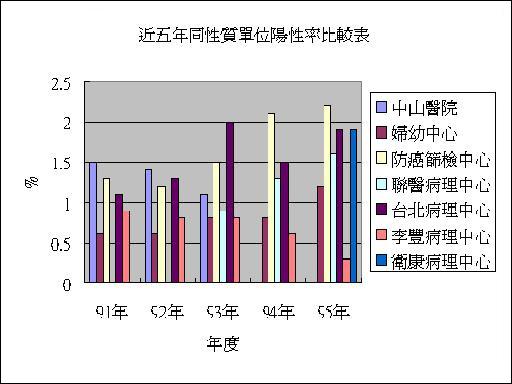 近五年同性質單位陽性率比較表
2.5
2
1.5
1
0.5
0
%
91年 92年 93年 94年 95年
年度
中山醫院
婦幼中心
防癌篩檢中心
聯醫病理中心
台北病理中心
李豐病理中心
衛康病理中心